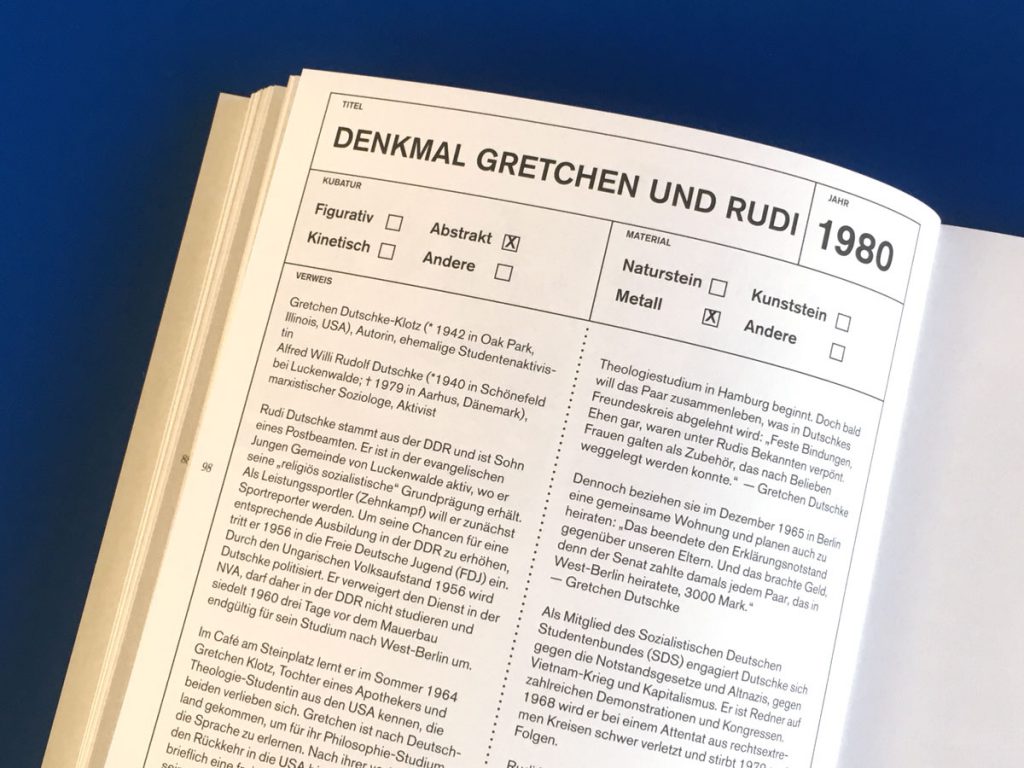 TITEL
DENKMAL GRETCHEN UND RUDI
JAHR
1980
KUBATUR
Figurativ
Abstrakt X
Kinetisch
Andere
MATERIAL
Naturstein
Kunststein
Metall X
Andere
VERWEIS
Gretchen Dutschke-Klotz (* 1942 in Oak Park,
Illinois, USA), Autorin, ehemalige Studentenaktivis-
tin
Alfred Willi Rudolf Dutschke (*1940 in Schönefeld
bei Luckenwalde; † 1979 in Aarhus, Dänemark),
marxistischer Soziologe, Aktivist
Rudi Dutschke stammt aus der DDR und ist Sohn
eines Postbeamten. Er ist in der evangelischen
Jungen Gemeinde von Luckenwalde aktiv, wo er
seine „religiös sozialistische“ Grundprägung erhält.
Als Leistungssportler (Zehnkampf) will er zunächst
Sportreporter werden. Um seine Chancen für eine
entsprechende Ausbildung in der DDR zu erhöhen,
tritt er 1956 in die Freie Deutsche Jugend (FDJ) ein.
Durch den Ungarischen Volksaufstand 1956 wird
Dutschke politisiert. Er verweigert den Dienst in der
NVA, darf daher in der DDR nicht studieren und
siedelt 1960 drei Tage vor dem Mauerbau
endgültig für sein Studium nach West-Berlin um.
Im Café am Steinplatz lernt er im Sommer 1964
Gretchen Klotz, Tochter eines Apothekers und
Theologie-Studentin aus den USA kennen, die
beiden verlieben sich. Gretchen ist nach Deutsch-
land gekommen, um für ihr Philosophie-Studium
die Sprache zu erlernen. Nach ihrer
den Rückkehr in die USA
brieflich eine
98
Theologiestudium in Hamburg beginnt. Doch bald
will das Paar zusammenleben, was in Dutschkes
Freundeskreis abgelehnt wird: „Feste Bindungen,
Ehen gar, waren unter Rudis Bekannten verpönt.
Frauen galten als Zubehör, das nach Belieben
weggelegt werden konnte.“ — Gretchen Dutschke
Dennoch beziehen sie im Dezember 1965 in Berlin
eine gemeinsame Wohnung und planen auch zu
heiraten: „Das beendete den Erklärungsnotstand
gegenüber unseren Eltern. Und das brachte Geld,
denn der Senat zahlte damals jedem Paar, das in
West-Berlin heiratete, 3000 Mark.“
— Gretchen Dutschke
Als Mitglied des Sozialistischen Deutschen
Studentenbundes (SDS) engagiert Dutschke sich
gegen die Notstandsgesetze und Altnazis, gegen
Vietnam-Krieg und Kapitalismus. Er ist Redner auf
zahlreichen Demonstrationen und Kongressen.
1968 wird er bei einem Attentat aus rechtsextre-
men Kreisen schwer verletzt und stirbt
Folgen.